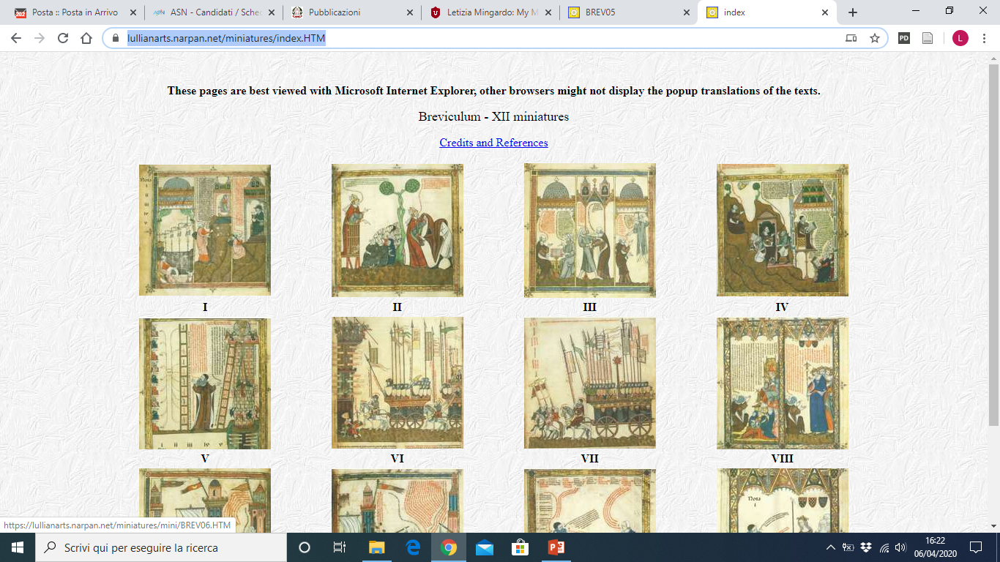 202
Posta :: Posta in Arrivo
ASN - Candidati / Sche
Pubblicazioni
Letizia Mingardo: My M
BREV05
index
lullianarts.narpan.net/miniatures/index.HTM
PD
L
These pages are best viewed with Microsoft Internet Explorer, other browsers might not display the popup translations of the texts.
Breviculum - XII miniatures
Credits and References
I
II
III
IV
V
VI
VII
VIII
https://lullianarts.narpan.net/miniatures/mini/BREV06.HTM
Scrivi qui per eseguire la ricerca
16:22
06/04/2020